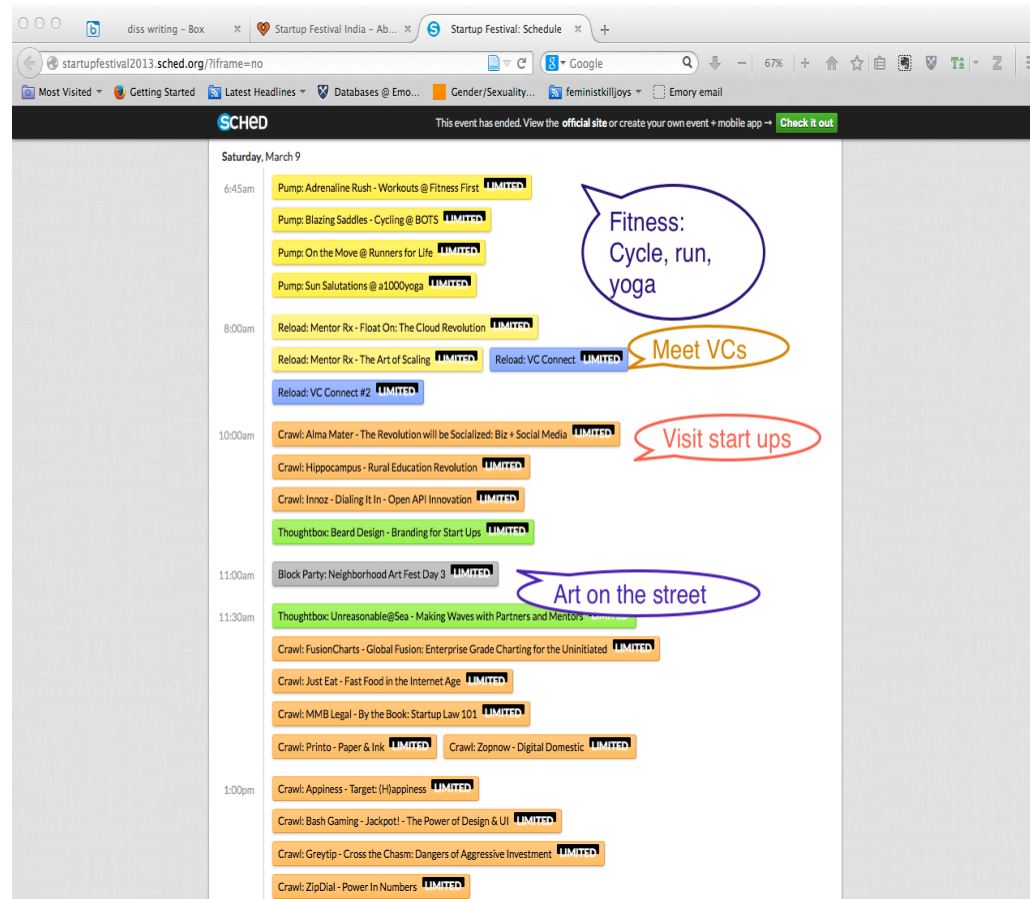 diss writing – Box
Startup Festival India – Ab...
Startup Festival: Schedule
startupfestival2013.sched.org/?iframe=no
Google
67%
Most Visited
Getting Started
Latest Headlines
Databases @ Emo...
Gender/Sexuality...
feministkilljoys
Emory email
SCHED
This event has ended. View the official site or create your own event + mobile app → Check it out
Saturday, March 9
6:45am
Pump: Adrenaline Rush - Workouts @ Fitness First LIMITED
Pump: Blazing Saddles - Cycling @ BOTS LIMITED
Pump: On the Move @ Runners for Life LIMITED
Pump: Sun Salutations @ a1000yoga LIMITED
Fitness:
Cycle, run,
yoga
8:00am
Reload: Mentor Rx - Float On: The Cloud Revolution LIMITED
Reload: Mentor Rx - The Art of Scaling LIMITED Reload: VC Connect LIMITED
Meet VCs
Reload: VC Connect #2 LIMITED
10:00am
Crawl: Alma Mater - The Revolution will be Socialized: Biz + Social Media LIMITED
Visit start ups
Crawl: Hippocampus - Rural Education Revolution LIMITED
Crawl: Innoz - Dialing It In - Open API Innovation LIMITED
Thoughtbox: Beard Design - Branding for Start Ups LIMITED
11:00am
Block Party: Neighborhood Art Fest Day 3 LIMITED
Art on the street
11:30am
Thoughtbox: Unreasonable@Sea - Making Waves with Partners and Mentors
Crawl: FusionCharts - Global Fusion: Enterprise Grade Charting for the Uninitiated LIMITED
Crawl: Just Eat - Fast Food in the Internet Age LIMITED
Crawl: MMB Legal - By the Book: Startup Law 101 LIMITED
Crawl: Printo - Paper & Ink LIMITED Crawl: Zopnow - Digital Domestic LIMITED
1:00pm
Crawl: Appiness - Target: (H)appiness LIMITED
Crawl: Bash Gaming - Jackpot! - The Power of Design & UI LIMITED
Crawl: Greytip - Cross the Chasm: Dangers of Aggressive Investment LIMITED
Crawl: ZipDial - Power In Numbers LIMITED